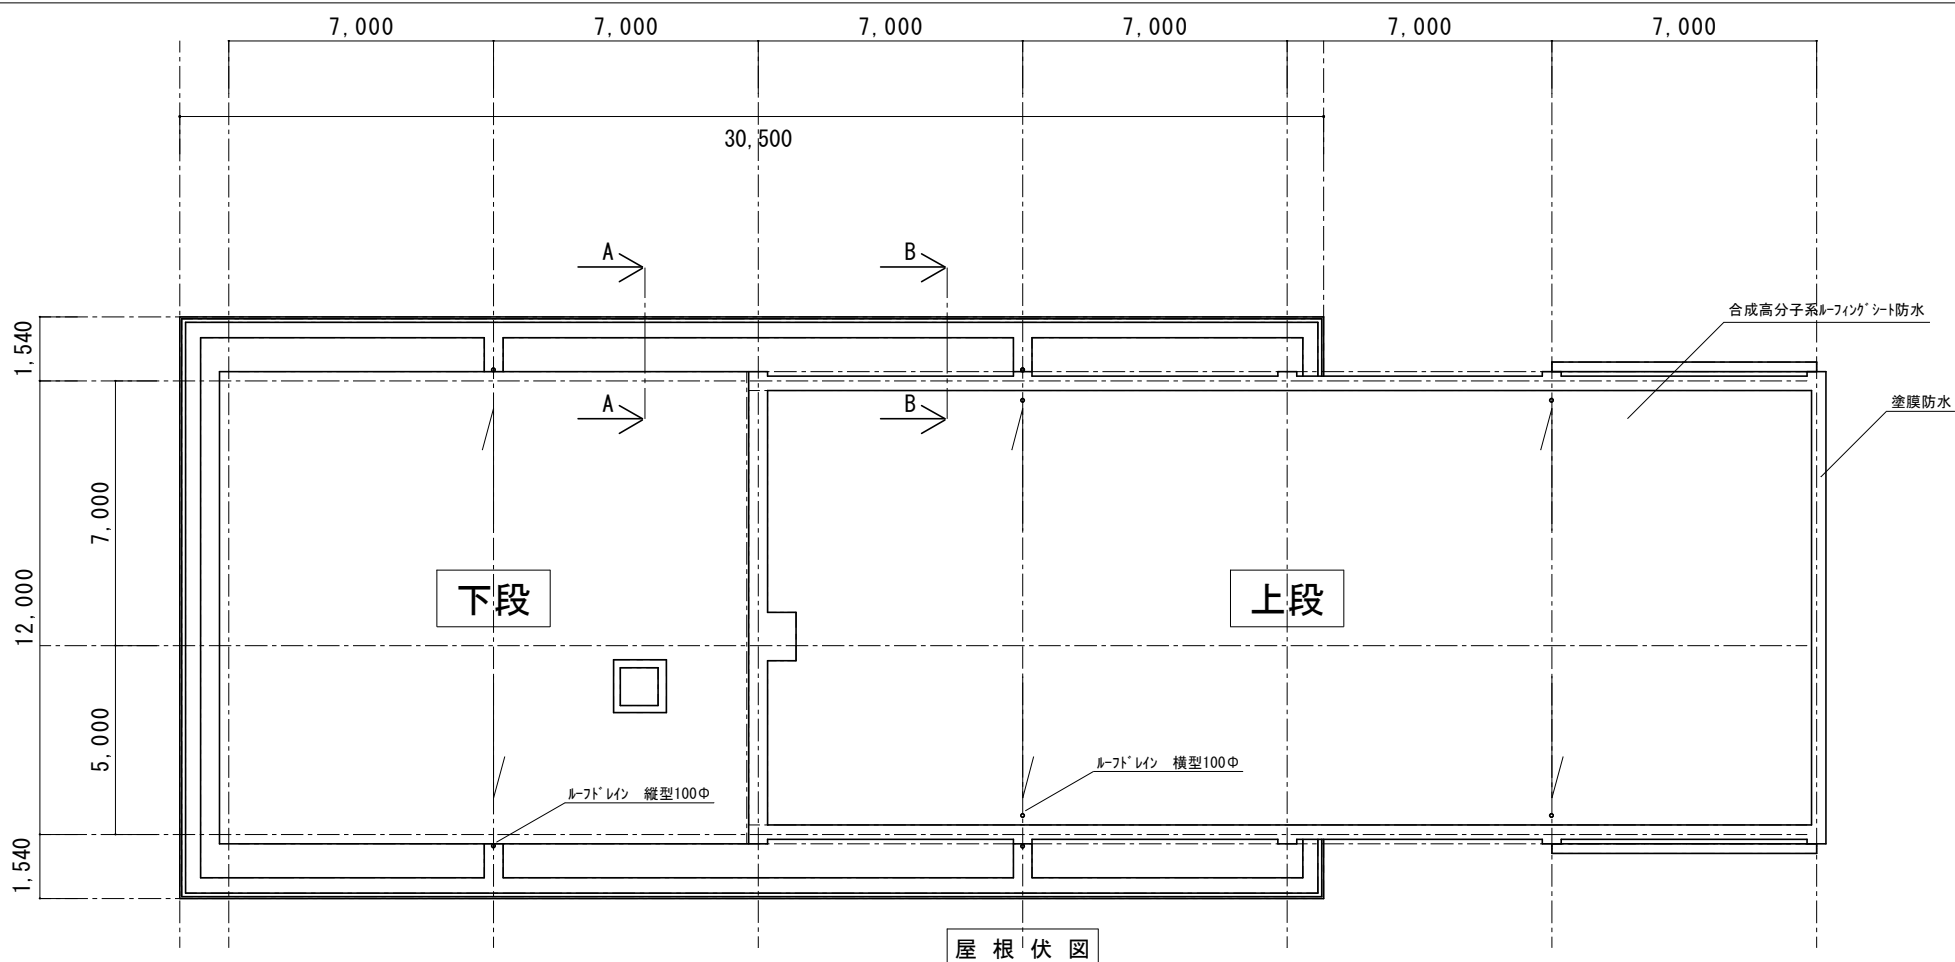 7,000 7,000 7,000 7,000 7,000 7,000
30,500
A B
1,540
合成高分子系ﾙｰﾌｨﾝｸﾞｼｰﾄ防水
塗膜防水
A B
7,000
12,000
下段 上段
5,000
ﾙｰﾌﾄﾞﾚｲﾝ 横型100Φ
ﾙｰﾌﾄﾞﾚｲﾝ 縦型100Φ
1,540
屋根伏図